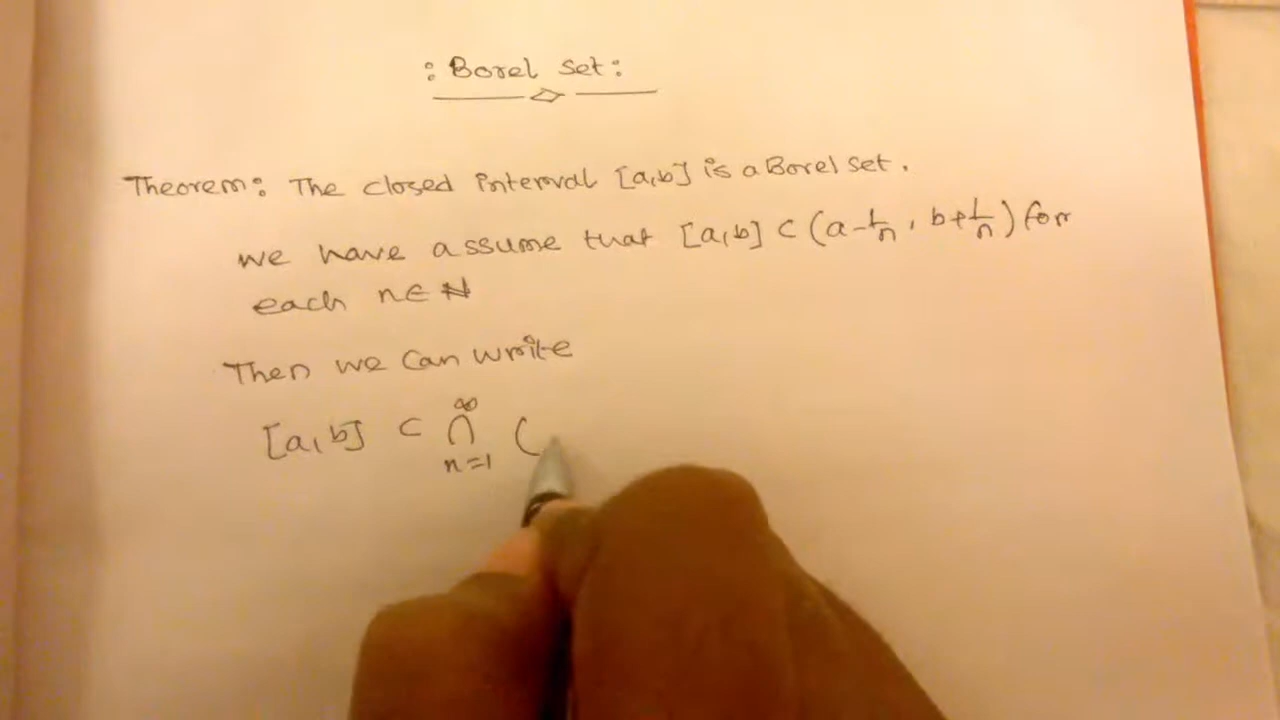 : Borel Set :
Theorem : The closed interval [a,b] is a Borel set.
we have assume that [a,b] ⊂ (a-1/n, b+1/n) for
each n∈ℕ
Then we can write
[a,b] ⊂ ∞∩n=1 (